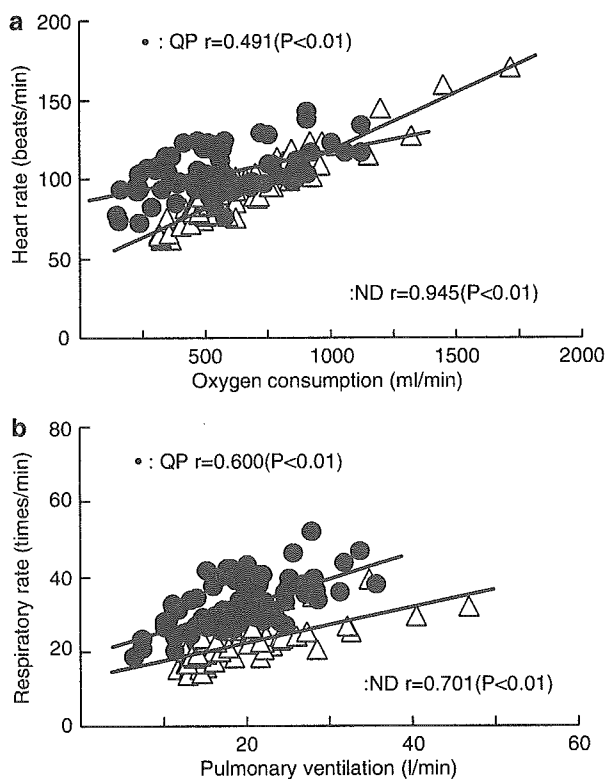 a
Heart rate (beats/min)
200
150
100
50
0
● : QP r=0.491(P<0.01)
:ND r=0.945(P<0.01)
500 1000 1500 2000
Oxygen consumption (ml/min)
b
Respiratory rate (times/min)
80
60
40
20
0
● : QP r=0.600(P<0.01)
:ND r=0.701(P<0.01)
20 40 60
Pulmonary ventilation (l/min)